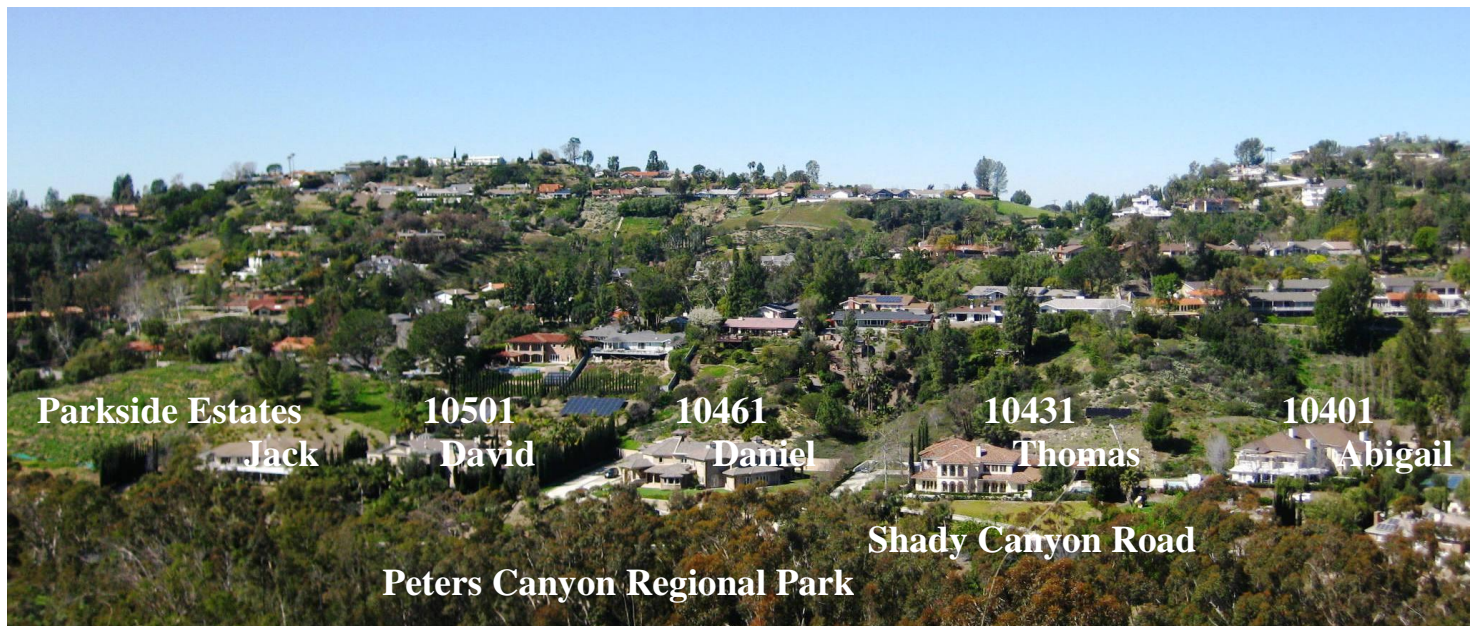 Parkside Estates 10501 10461 10431 10401
Jack David Daniel Thomas Abigail
Shady Canyon Road
Peters Canyon Regional Park